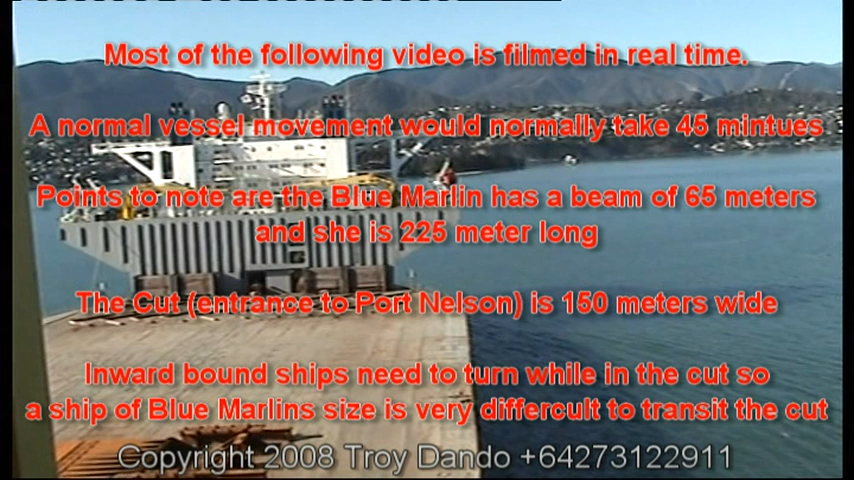 Most of the following video is filmed in real time.
A normal vessel movement would normally take 45 mintues
Points to note are the Blue Marlin has a beam of 65 meters
and she is 225 meter long
The Cut (entrance to Port Nelson) is 150 meters wide
Inward bound ships need to turn while in the cut so
a ship of Blue Marlins size is very differcult to transit the cut
Copyright 2008 Troy Dando +64273122911